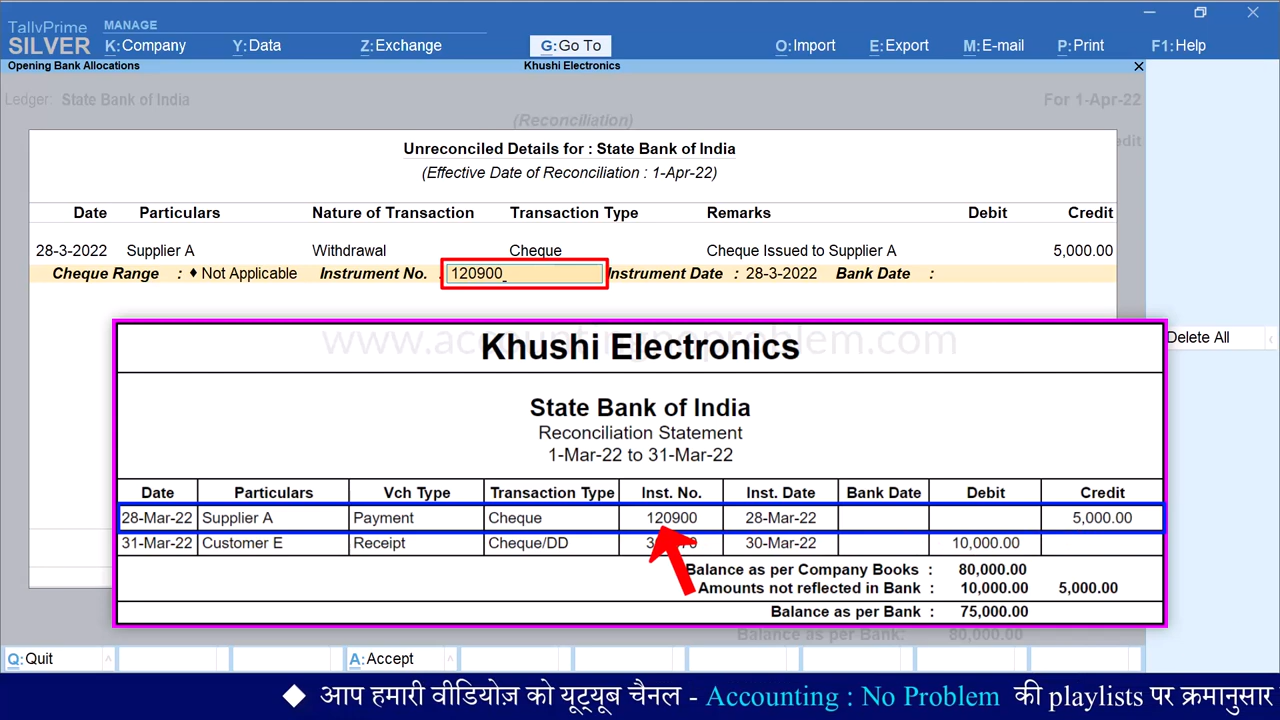 TallyPrime
MANAGE
SILVER K:Company Y:Data Z:Exchange G:Go To O:Import E:Export M:E-mail P:Print F1:Help
Opening Bank Allocations Khushi Electronics
Ledger: State Bank of India For 1-Apr-22
(Reconciliation)
Unreconciled Details for : State Bank of India
(Effective Date of Reconciliation : 1-Apr-22)
Date Particulars Nature of Transaction Transaction Type Remarks Debit Credit
28-3-2022 Supplier A Withdrawal Cheque Cheque Issued to Supplier A 5,000.00
Cheque Range : ♦ Not Applicable Instrument No. : 120900 Instrument Date : 28-3-2022 Bank Date :
Delete All
Khushi Electronics
State Bank of India
Reconciliation Statement
1-Mar-22 to 31-Mar-22
Date Particulars Vch Type Transaction Type Inst. No. Inst. Date Bank Date Debit Credit
28-Mar-22 Supplier A Payment Cheque 120900 28-Mar-22 5,000.00
31-Mar-22 Customer E Receipt Cheque/DD 30-Mar-22 10,000.00
Balance as per Company Books : 80,000.00
Amounts not reflected in Bank : 10,000.00 5,000.00
Balance as per Bank : 75,000.00
Balance as per Bank: 80,000.00
Q:Quit A:Accept
◆ आप हमारी वीडियोज़ को यूट्यूब चैनल - Accounting : No Problem की playlists पर क्रमानुसार